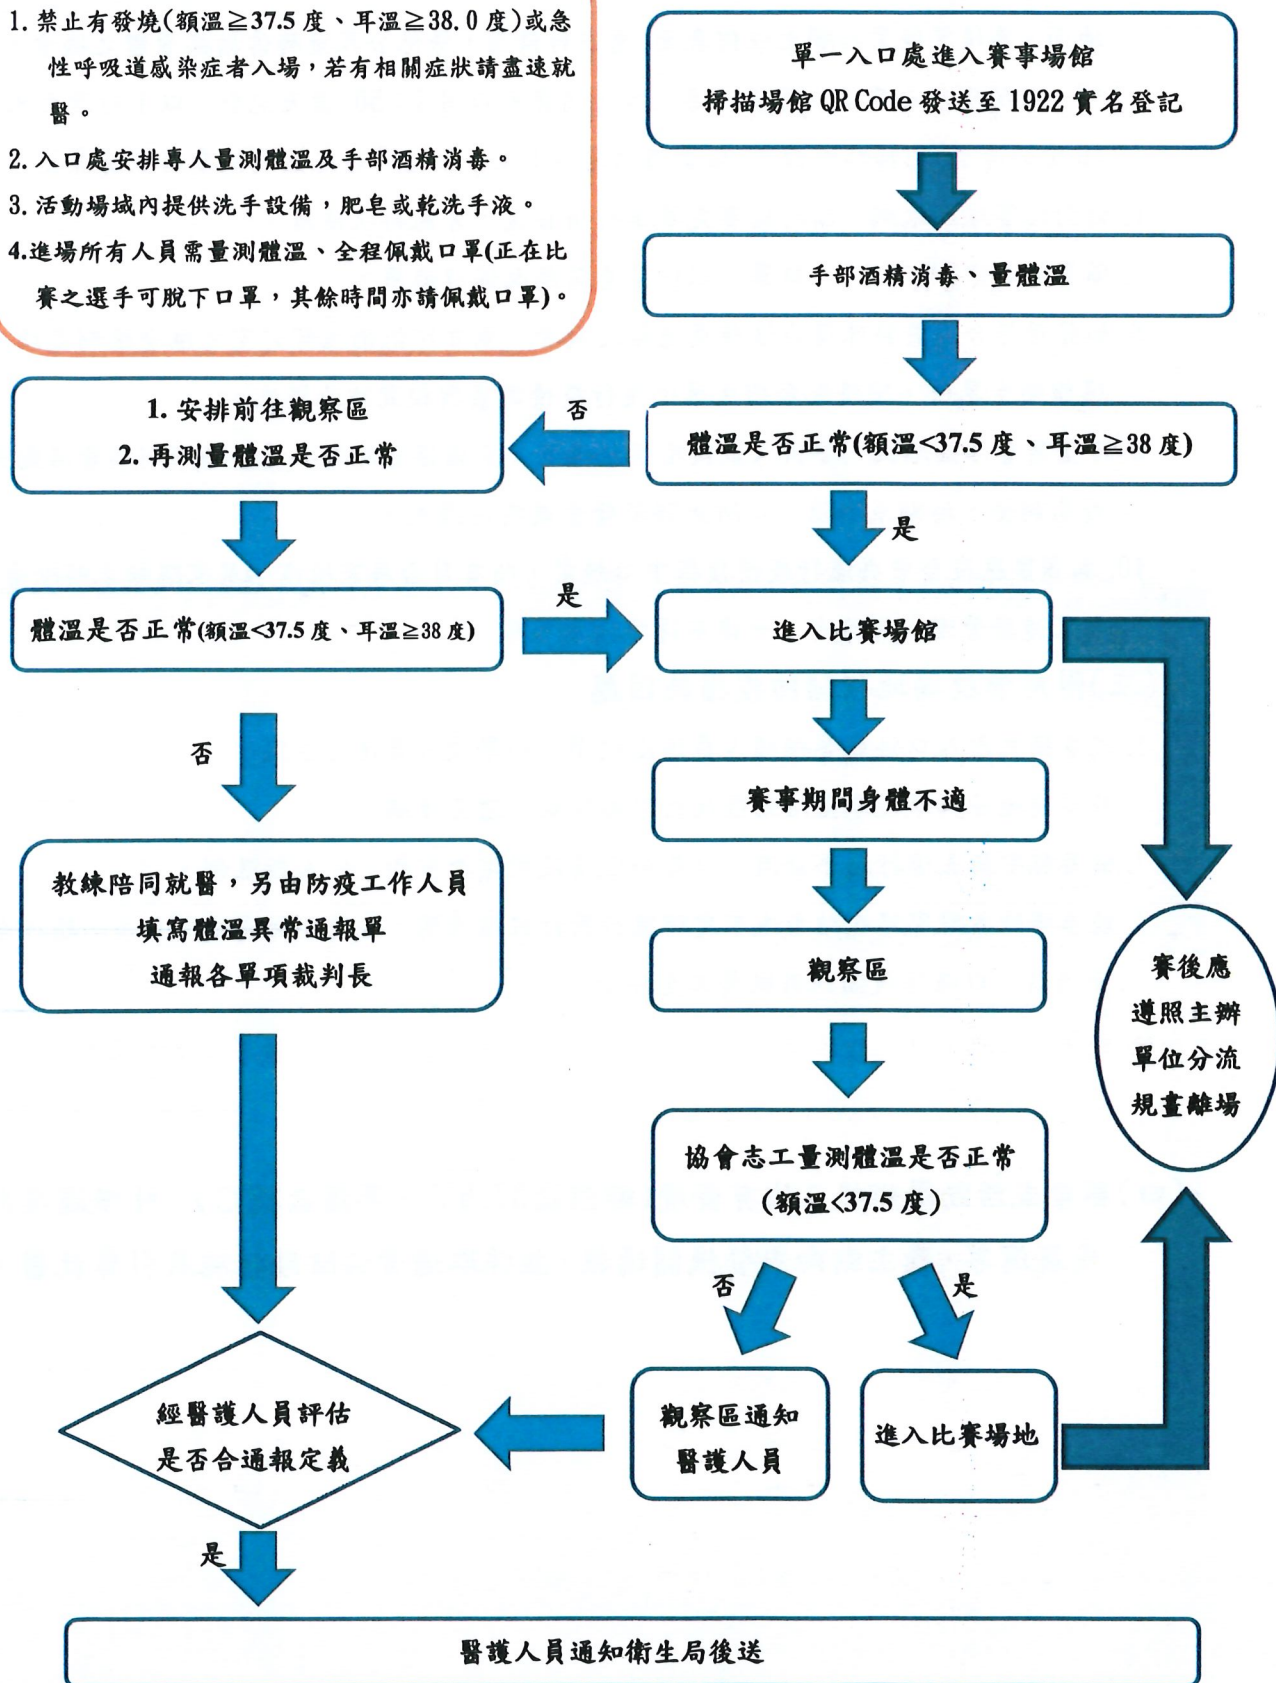 1. 禁止有發燒(額溫≧37.5 度、耳溫≧38.0 度)或急
性呼吸道感染症者入場，若有相關症狀請盡速就
醫。
2. 入口處安排專人量測體溫及手部酒精消毒。
3. 活動場域內提供洗手設備，肥皂或乾洗手液。
4.進場所有人員需量測體溫、全程佩戴口罩(正在比
賽之選手可脫下口罩，其餘時間亦請佩戴口罩)。
單一入口處進入賽事場館
掃描場館 QR Code 發送至 1922 實名登記
手部酒精消毒、量體溫
體溫是否正常(額溫<37.5 度、耳溫≧38 度)
否
1. 安排前往觀察區
2. 再測量體溫是否正常
是
體溫是否正常(額溫<37.5 度、耳溫≧38 度)
是
進入比賽場館
否
賽事期間身體不適
教練陪同就醫，另由防疫工作人員
填寫體溫異常通報單
通報各單項裁判長
觀察區
賽後應
遵照主辦
單位分流
規畫離場
協會志工量測體溫是否正常
(額溫<37.5 度)
否
是
經醫護人員評估
是否合通報定義
觀察區通知
醫護人員
進入比賽場地
是
醫護人員通知衛生局後送